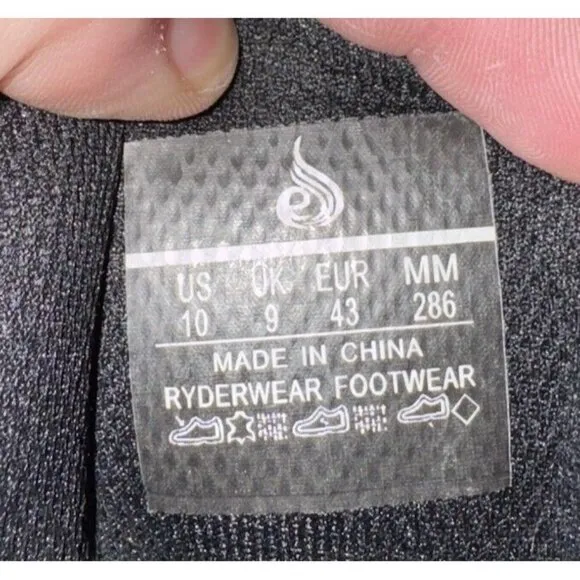 US UK EUR MM
10 9 43 286
MADE IN CHINA
RYDERWEAR FOOTWEAR